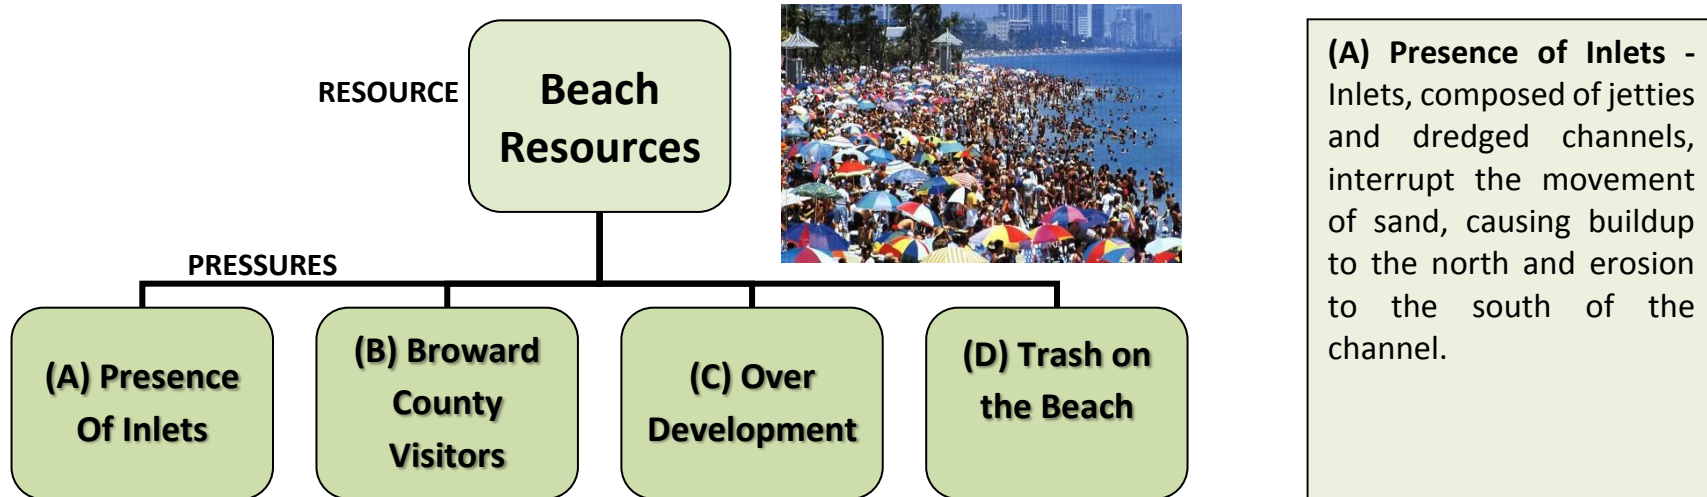 RESOURCE
Beach
Resources
PRESSURES
(A) Presence
Of Inlets
(B) Broward
County
Visitors
(C) Over
Development
(D) Trash on
the Beach
(A) Presence of Inlets -
Inlets, composed of jetties
and dredged channels,
interrupt the movement
of sand, causing buildup
to the north and erosion
to the south of the
channel.